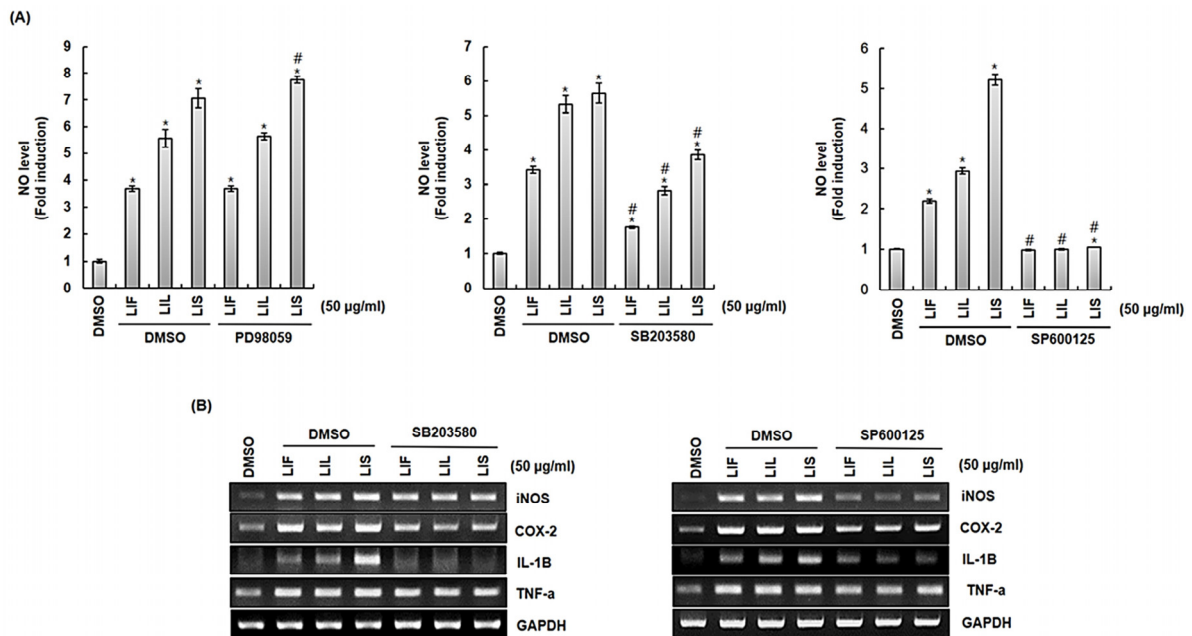 (A)
NO level
(Fold induction)
9
8
7
6
5
4
3
2
1
0
*
*
*
*
*
#
*
DMSO
LIF
LIL
LIS
LIF
LIL
LIS
(50 µg/ml)
DMSO
PD98059
NO level
(Fold induction)
7
6
5
4
3
2
1
0
*
*
*
#
*
#
*
#
*
DMSO
LIF
LIL
LIS
LIF
LIL
LIS
(50 µg/ml)
DMSO
SB203580
NO level
(Fold induction)
6
5
4
3
2
1
0
*
*
*
#
#
#
*
DMSO
LIF
LIL
LIS
LIF
LIL
LIS
(50 µg/ml)
DMSO
SP600125
(B)
DMSO
DMSO
SB203580
LIF
LIL
LIS
LIF
LIL
LIS
(50 µg/ml)
iNOS
COX-2
IL-1B
TNF-a
GAPDH
DMSO
DMSO
SP600125
LIF
LIL
LIS
LIF
LIL
LIS
(50 µg/ml)
iNOS
COX-2
IL-1B
TNF-a
GAPDH